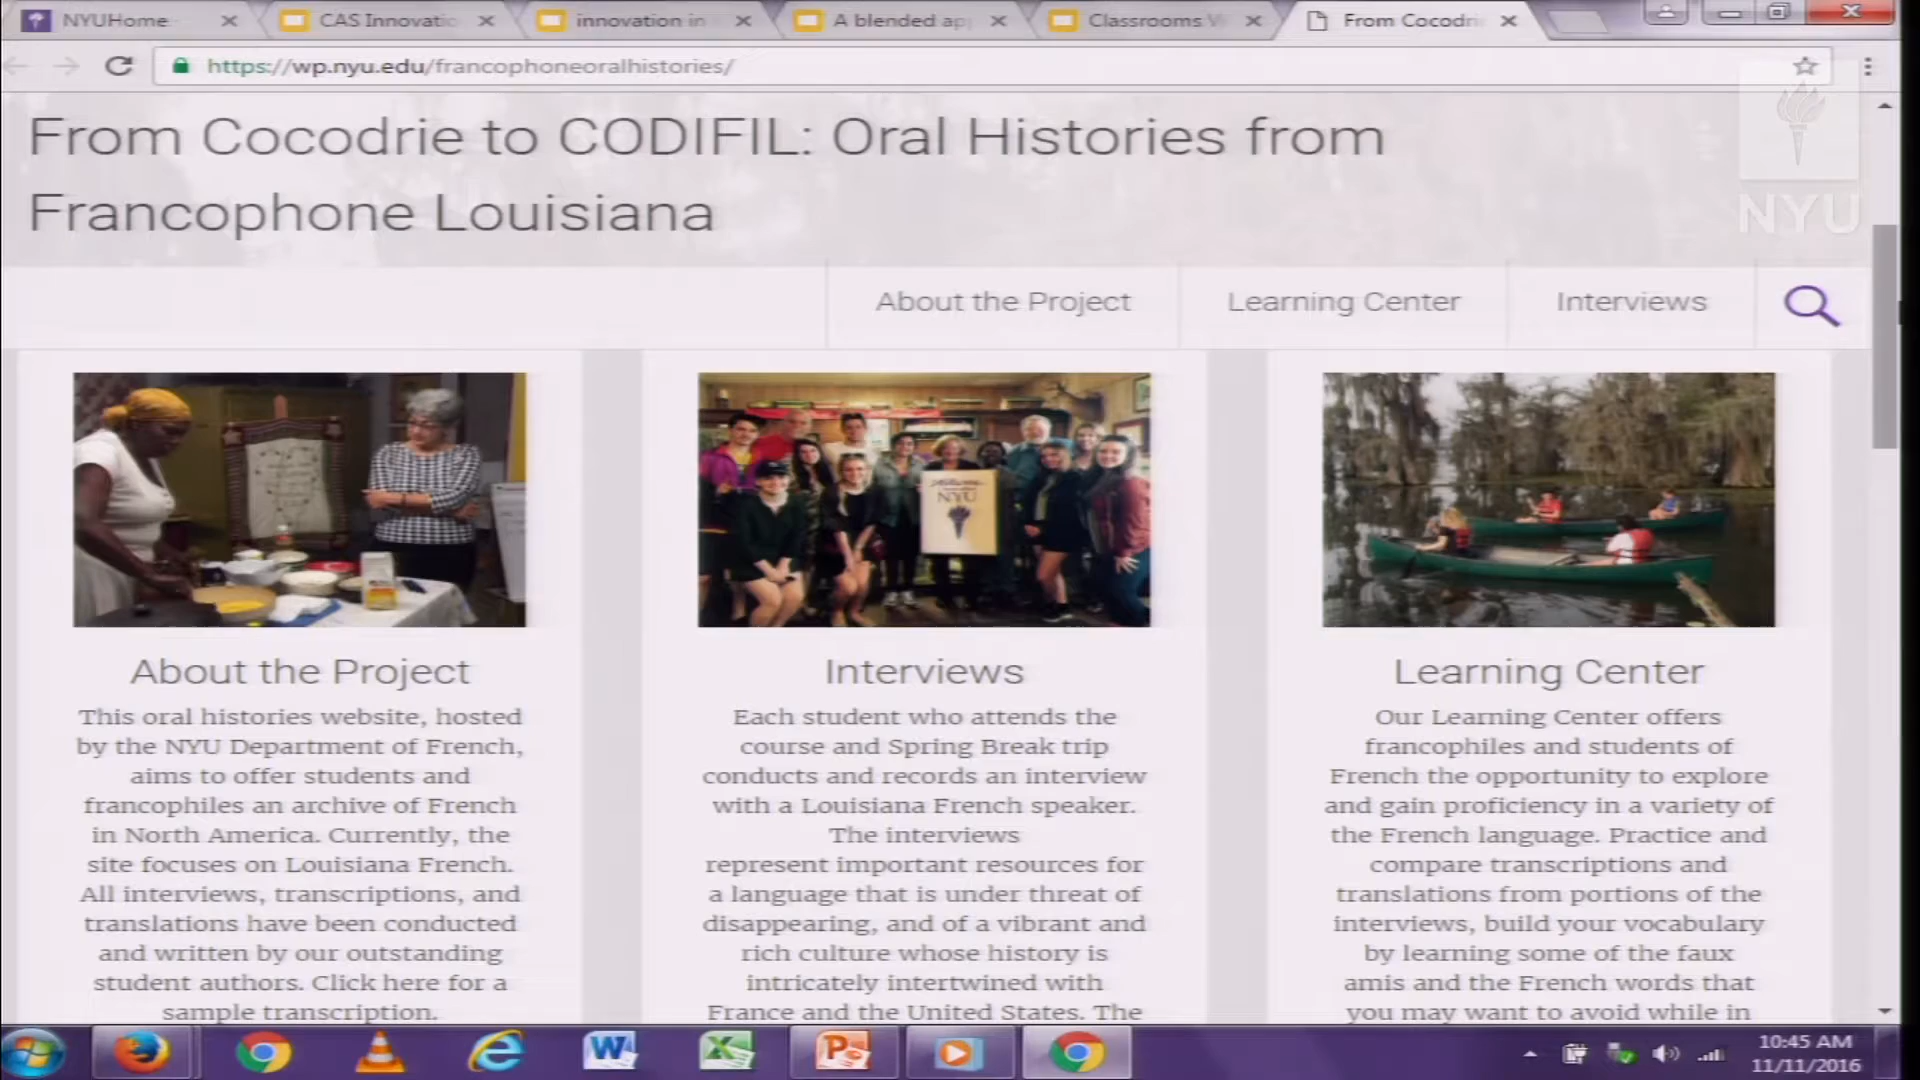 NYUHome
CAS Innovatio
innovation in
A blended ap
Classrooms W
From Cocodri
https://wp.nyu.edu/francophoneoralhistories/
From Cocodrie to CODIFIL: Oral Histories from
Francophone Louisiana
NYU
About the Project
Learning Center
Interviews
NYU
About the Project
This oral histories website, hosted
by the NYU Department of French,
aims to offer students and
francophiles an archive of French
in North America. Currently, the
site focuses on Louisiana French.
All interviews, transcriptions, and
translations have been conducted
and written by our outstanding
student authors. Click here for a
sample transcription.
Interviews
Each student who attends the
course and Spring Break trip
conducts and records an interview
with a Louisiana French speaker.
The interviews
represent important resources for
a language that is under threat of
disappearing, and of a vibrant and
rich culture whose history is
intricately intertwined with
France and the United States. The
Learning Center
Our Learning Center offers
francophiles and students of
French the opportunity to explore
and gain proficiency in a variety of
the French language. Practice and
compare transcriptions and
translations from portions of the
interviews, build your vocabulary
by learning some of the faux
amis and the French words that
you may want to avoid while in
10:45 AM
11/11/2016